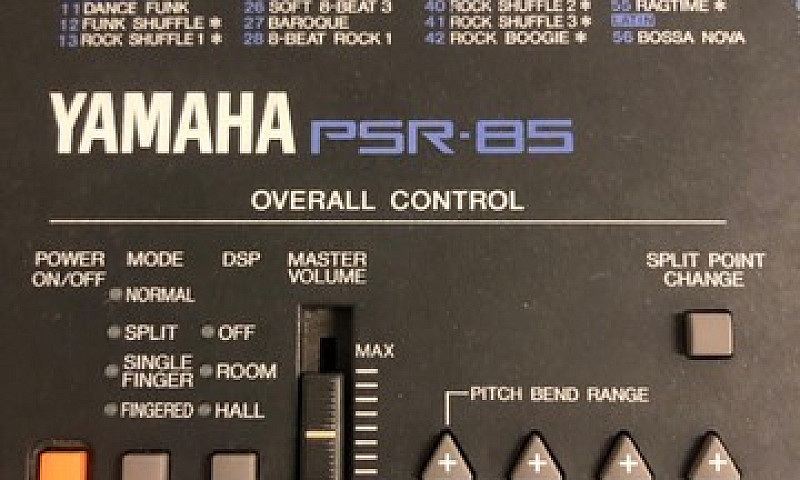 11 DANCE FUNK 26 SOFT 8-BEAT 3 40 ROCK SHUFFLE 2 * 55 RAGTIME *
12 FUNK SHUFFLE * 27 BAROQUE 41 ROCK SHUFFLE 3 * LATIN
13 ROCK SHUFFLE 1 * 28 8-BEAT ROCK 1 42 ROCK BOOGIE * 56 BOSSA NOVA
YAMAHA PSR-85
OVERALL CONTROL
POWER MODE DSP MASTER SPLIT POINT
ON/OFF VOLUME CHANGE
NORMAL
SPLIT OFF
MAX
SINGLE
FINGER ROOM
PITCH BEND RANGE
FINGERED HALL
+ + + +